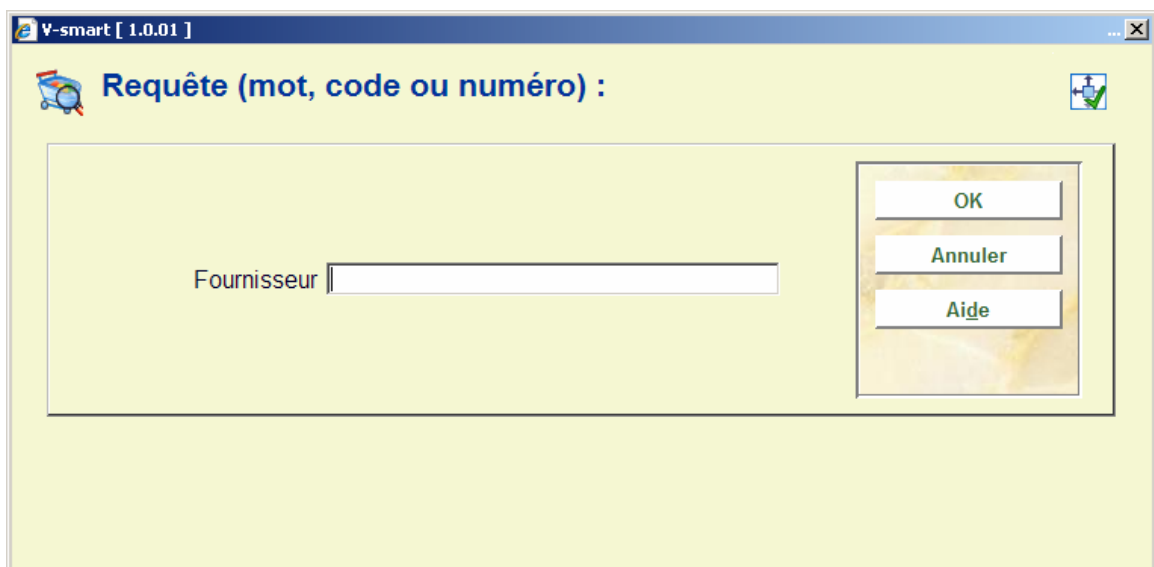 V-smart [ 1.0.01 ] ...
Requête (mot, code ou numéro) :
OK
Annuler
Fournisseur
Aide